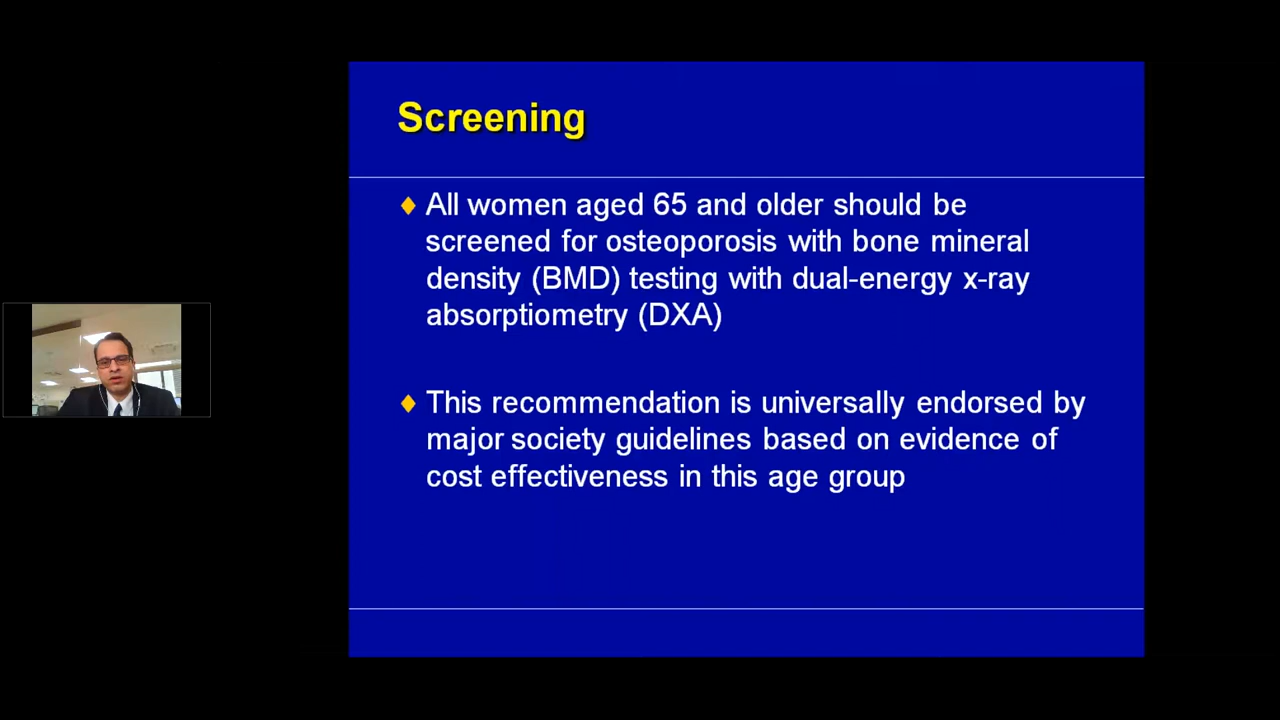 Screening
♦ All women aged 65 and older should be
screened for osteoporosis with bone mineral
density (BMD) testing with dual-energy x-ray
absorptiometry (DXA)
♦ This recommendation is universally endorsed by
major society guidelines based on evidence of
cost effectiveness in this age group